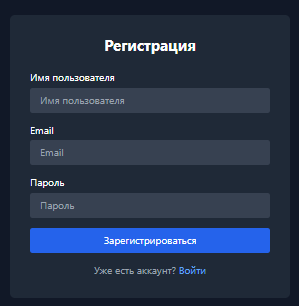 Регистрация
Имя пользователя
Имя пользователя
Email
Email
Пароль
Пароль
Зарегистрироваться
Уже есть аккаунт? Войти